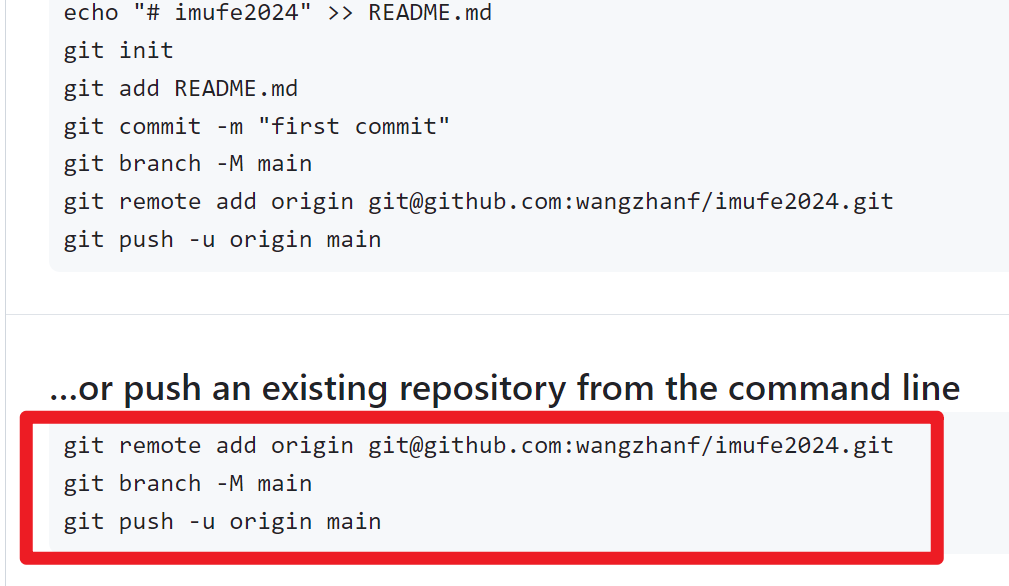 echo "# imufe2024" >> README.md
git init
git add README.md
git commit -m "first commit"
git branch -M main
git remote add origin git@github.com:wangzhanf/imufe2024.git
git push -u origin main
…or push an existing repository from the command line
git remote add origin git@github.com:wangzhanf/imufe2024.git
git branch -M main
git push -u origin main